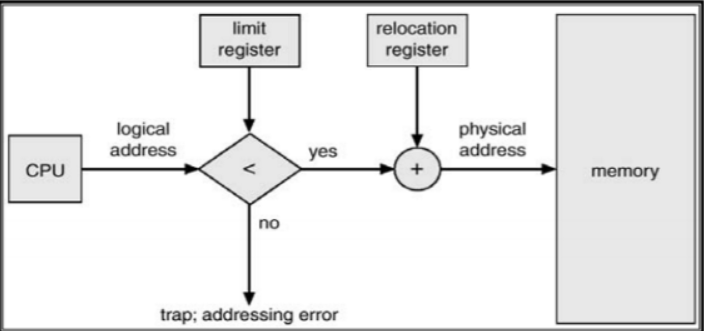 limit
register
relocation
register
logical
address
physical
address
CPU
<
yes
+
memory
no
trap; addressing error